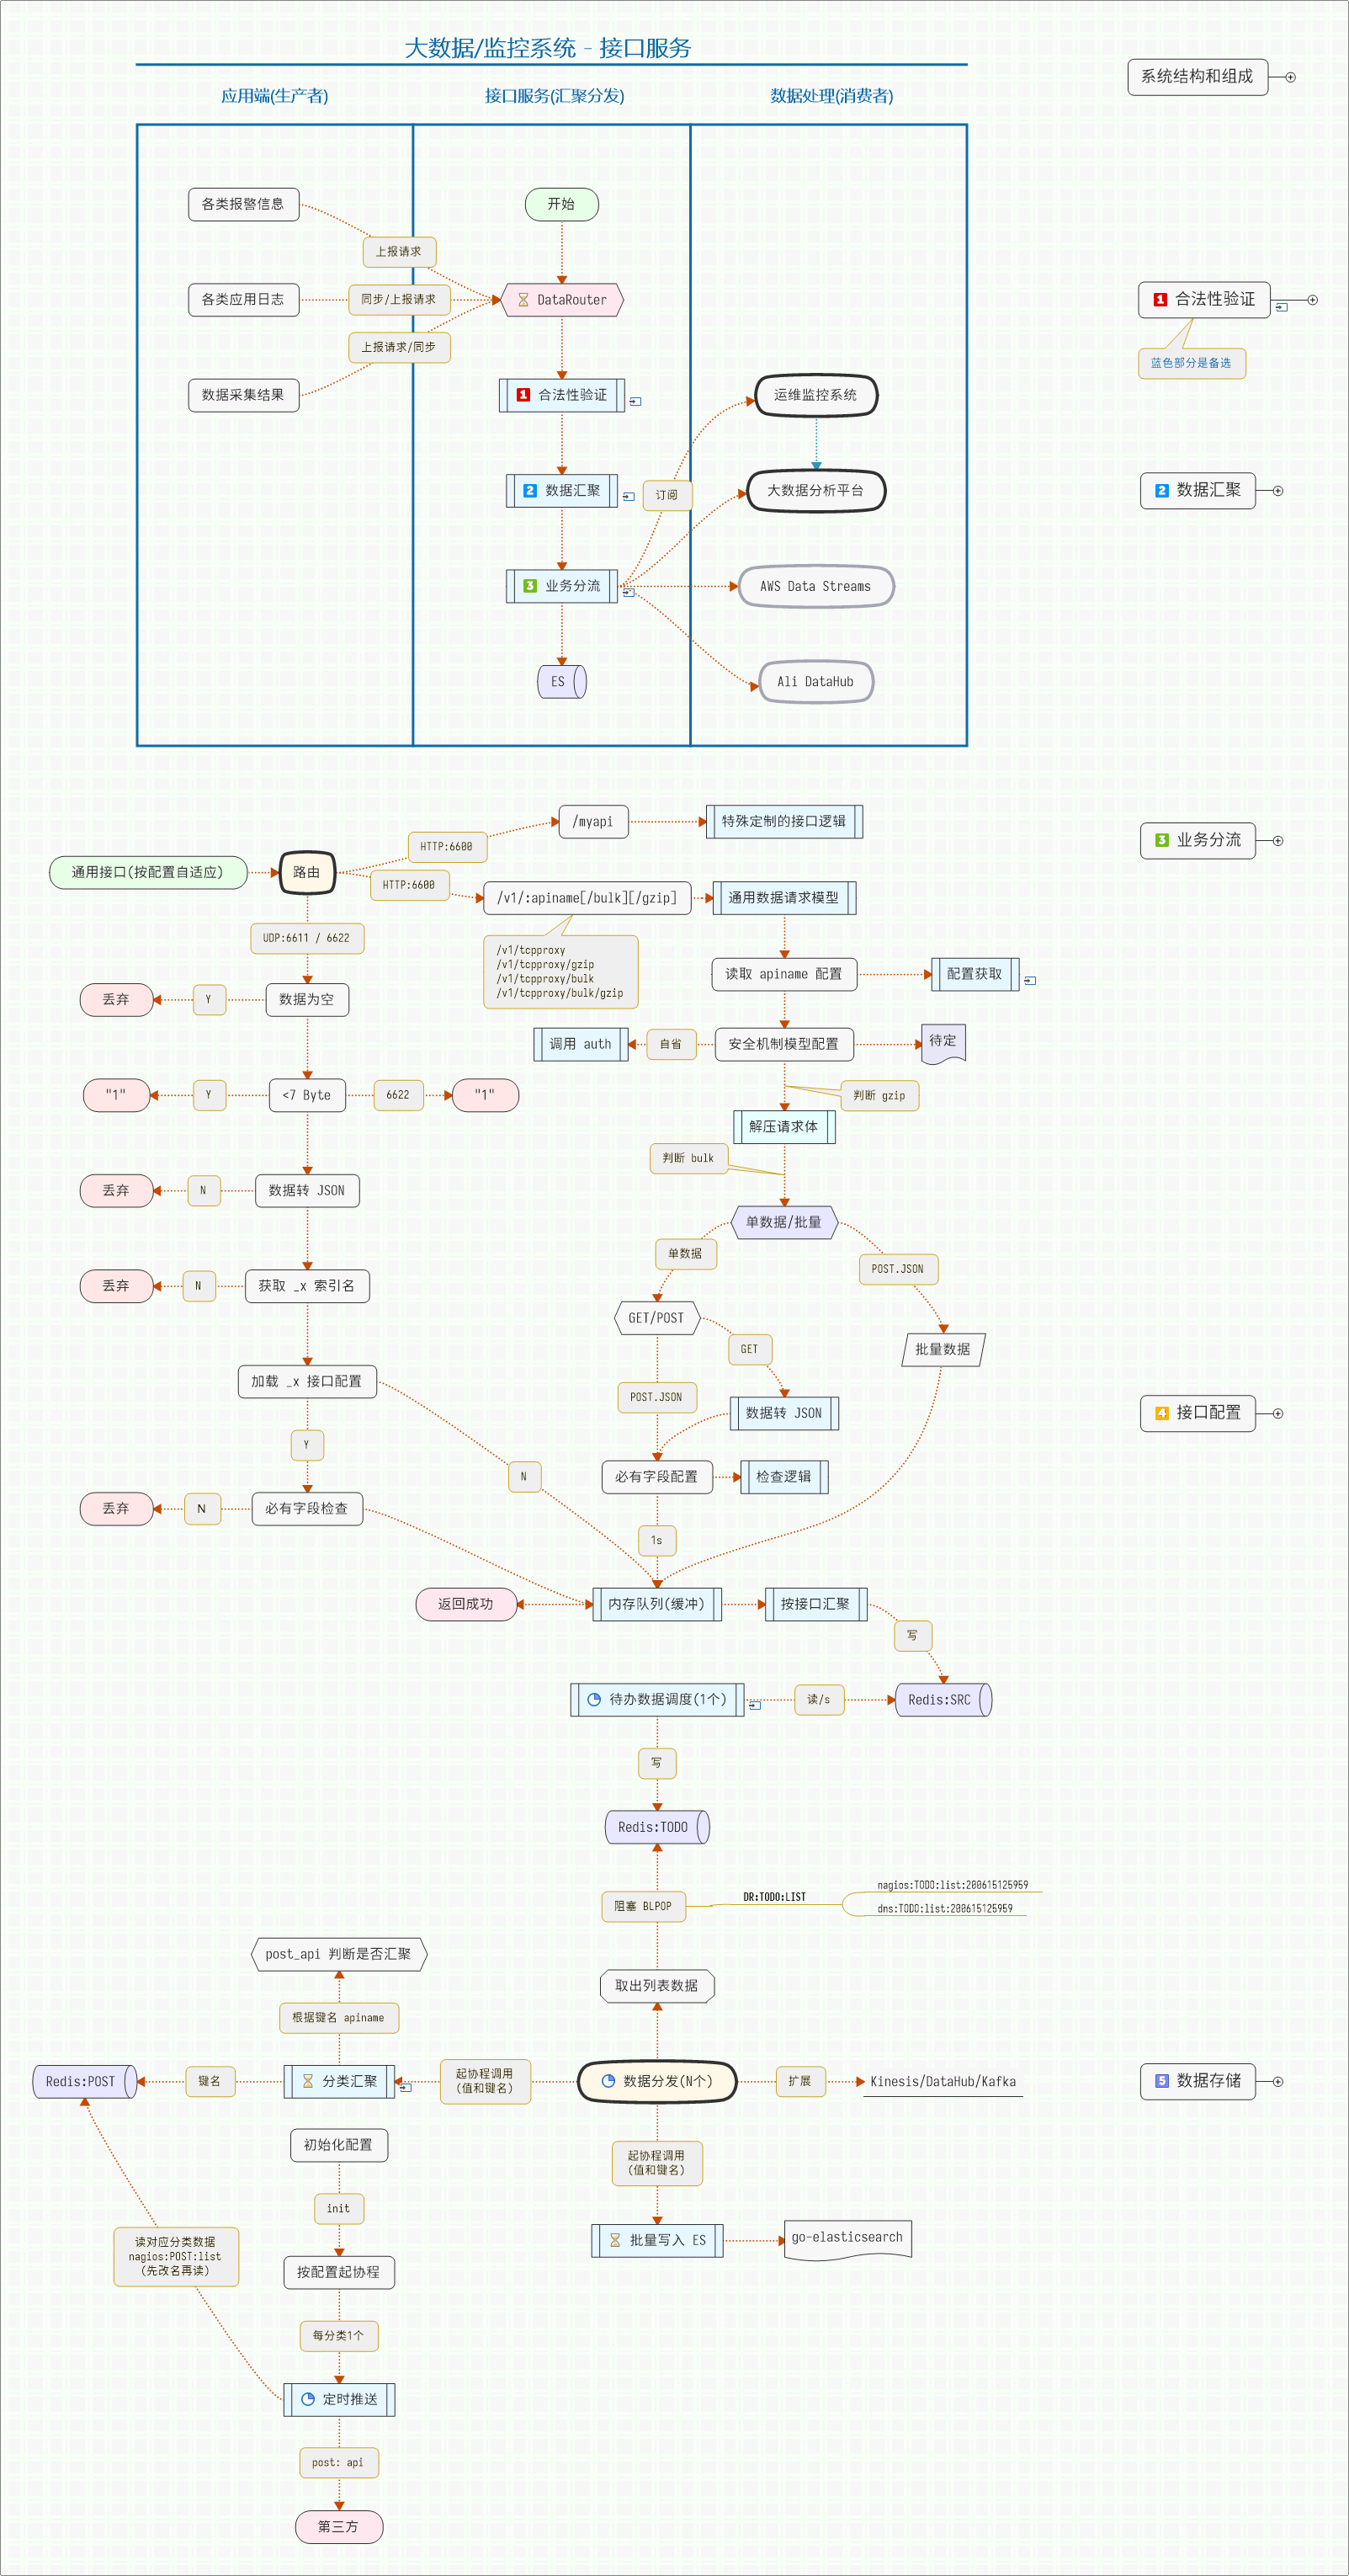 大数据/监控系统 - 接口服务
系统结构和组成
应用端(生产者)
接口服务(汇聚分发)
数据处理(消费者)
各类报警信息
开始
上报请求
各类应用日志
同步/上报请求
DataRouter
1 合法性验证
上报请求/同步
蓝色部分是备选
数据采集结果
1 合法性验证
运维监控系统
2 数据汇聚
订阅
大数据分析平台
2 数据汇聚
3 业务分流
AWS Data Streams
ES
Ali DataHub
/myapi
特殊定制的接口逻辑
3 业务分流
HTTP:6600
通用接口(按配置自适应)
路由
HTTP:6600
/v1/:apiname[/bulk][/gzip]
通用数据请求模型
UDP:6611 / 6622
/v1/tcpproxy
/v1/tcpproxy/gzip
/v1/tcpproxy/bulk
/v1/tcpproxy/bulk/gzip
读取 apiname 配置
配置获取
丢弃
Y
数据为空
调用 auth
自省
安全机制模型配置
待定
"1"
Y
<7 Byte
6622
"1"
判断 gzip
解压请求体
判断 bulk
丢弃
N
数据转 JSON
单数据/批量
单数据
POST.JSON
丢弃
N
获取 _x 索引名
GET/POST
GET
批量数据
加载 _x 接口配置
POST.JSON
数据转 JSON
4 接口配置
Y
N
必有字段配置
检查逻辑
丢弃
N
必有字段检查
1s
返回成功
内存队列(缓冲)
按接口汇聚
写
待办数据调度(1个)
读/s
Redis:SRC
写
Redis:TODO
nagios:TODO:list:200615125959
阻塞 BLPOP
DR:TODO:LIST
dns:TODO:list:200615125959
post_api 判断是否汇聚
取出列表数据
根据键名 apiname
Redis:POST
键名
分类汇聚
起协程调用
(值和键名)
数据分发(N个)
扩展
Kinesis/DataHub/Kafka
5 数据存储
初始化配置
起协程调用
(值和键名)
init
读对应分类数据
nagios:POST:list
(先改名再读)
批量写入 ES
go-elasticsearch
按配置起协程
每分类1个
定时推送
post: api
第三方